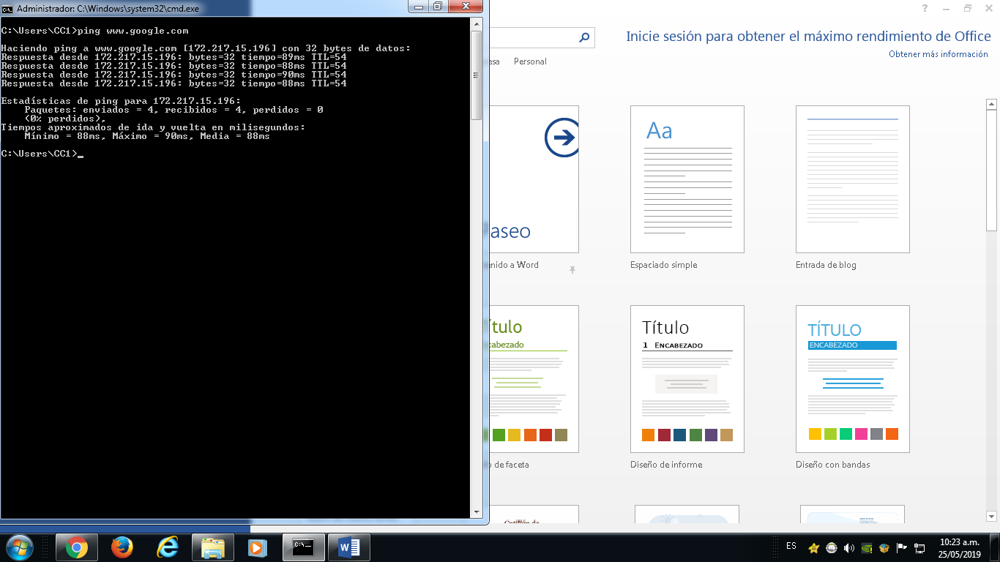 Administrador: C:\Windows\system32\cmd.exe
C:\Users\CC1>ping www.google.com
Haciendo ping a www.google.com [172.217.15.196] con 32 bytes de datos:
Respuesta desde 172.217.15.196: bytes=32 tiempo=89ms TTL=54
Respuesta desde 172.217.15.196: bytes=32 tiempo=88ms TTL=54
Respuesta desde 172.217.15.196: bytes=32 tiempo=90ms TTL=54
Respuesta desde 172.217.15.196: bytes=32 tiempo=88ms TTL=54
Estadísticas de ping para 172.217.15.196:
Paquetes: enviados = 4, recibidos = 4, perdidos = 0
(0% perdidos),
Tiempos aproximados de ida y vuelta en milisegundos:
Mínimo = 88ms, Máximo = 90ms, Media = 88ms
C:\Users\CC1>_
Inicie sesión para obtener el máximo rendimiento de Office
Obtener más información
esa Personal
aseo
enido a Word
Aa
Espaciado simple
Entrada de blog
ítulo
cabezado
o de faceta
Título
1 ENCABEZADO
Diseño de informe
TÍTULO
ENCABEZADO
Diseño con bandas
ES
10:23 a.m.
25/05/2019